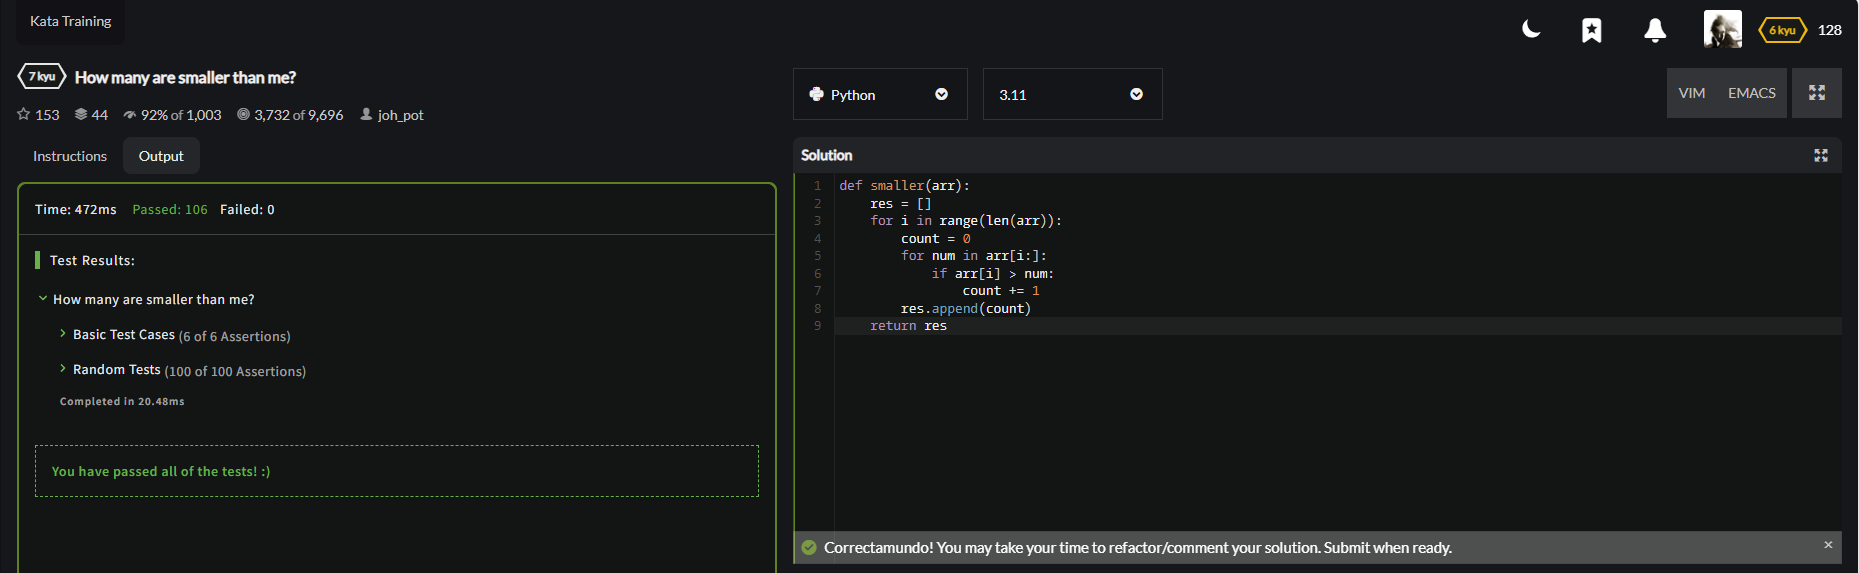 Kata Training
6 kyu 128
7 kyu How many are smaller than me?
153 44 92% of 1,003 3,732 of 9,696 joh_pot
Instructions Output
Time: 472ms Passed: 106 Failed: 0
Test Results:
How many are smaller than me?
Basic Test Cases (6 of 6 Assertions)
Random Tests (100 of 100 Assertions)
Completed in 20.48ms
You have passed all of the tests! :)
Python 3.11 VIM EMACS
Solution
1 def smaller(arr):
2     res = []
3     for i in range(len(arr)):
4         count = 0
5         for num in arr[i:]:
6             if arr[i] > num:
7                 count += 1
8         res.append(count)
9     return res
Correctamundo! You may take your time to refactor/comment your solution. Submit when ready. ×